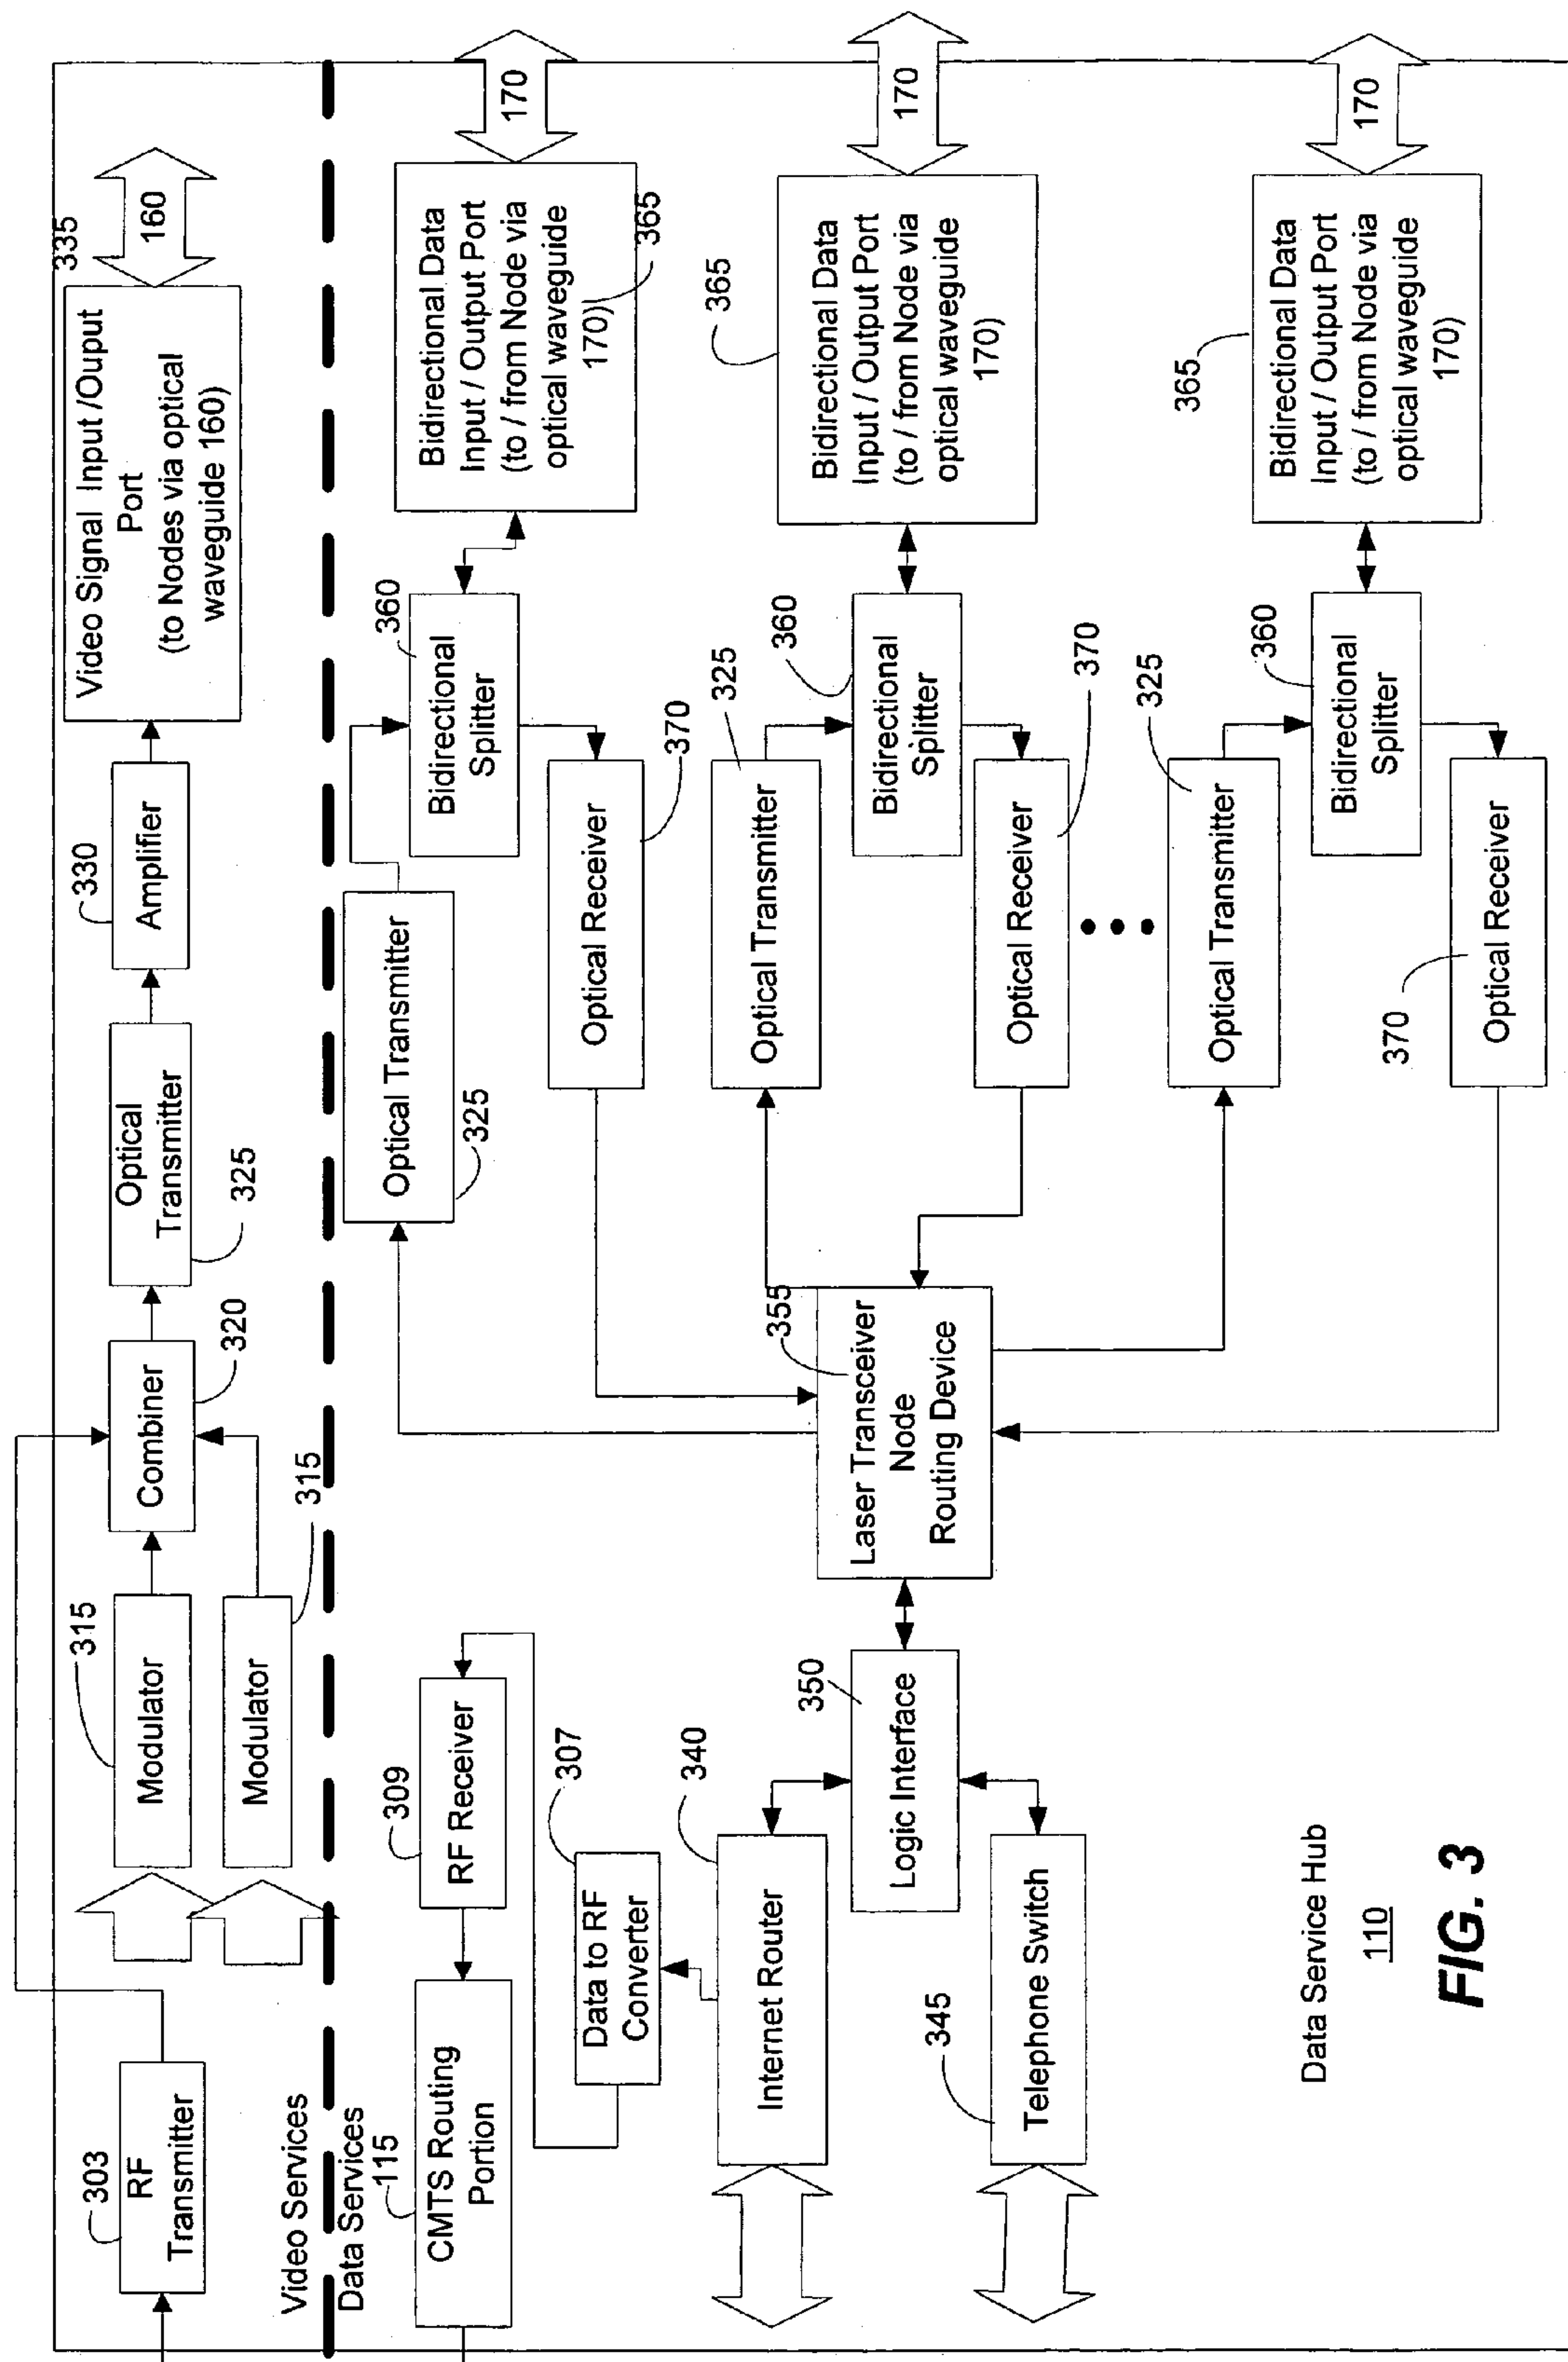 303
RF
Transmitter
315
Modulator
Modulator
315
Combiner
320
Optical
Transmitter
325
330
Amplifier
335
Video Signal Input /Ouput
Port
(to Nodes via optical
waveguide 160)
160
Video Services
Data Services
115
CMTS Routing
Portion
309
RF Receiver
307
Data to RF
Converter
340
Internet Router
345
Telephone Switch
350
Logic Interface
355
Laser Transceiver
Node
Routing Device
Optical Transmitter
325
360
Bidirectional
Splitter
Optical Receiver
370
Bidirectional Data
Input / Output Port
(to / from Node via
optical waveguide
170))
365
170
Optical Transmitter
325
360
Bidirectional
Splitter
Optical Receiver
370
365
Bidirectional Data
Input / Output Port
(to / from Node via
optical waveguide
170)
170
Optical Transmitter
325
360
Bidirectional
Splitter
370
Optical Receiver
365
Bidirectional Data
Input / Output Port
(to / from Node via
optical waveguide
170)
170
Data Service Hub
110
FIG. 3